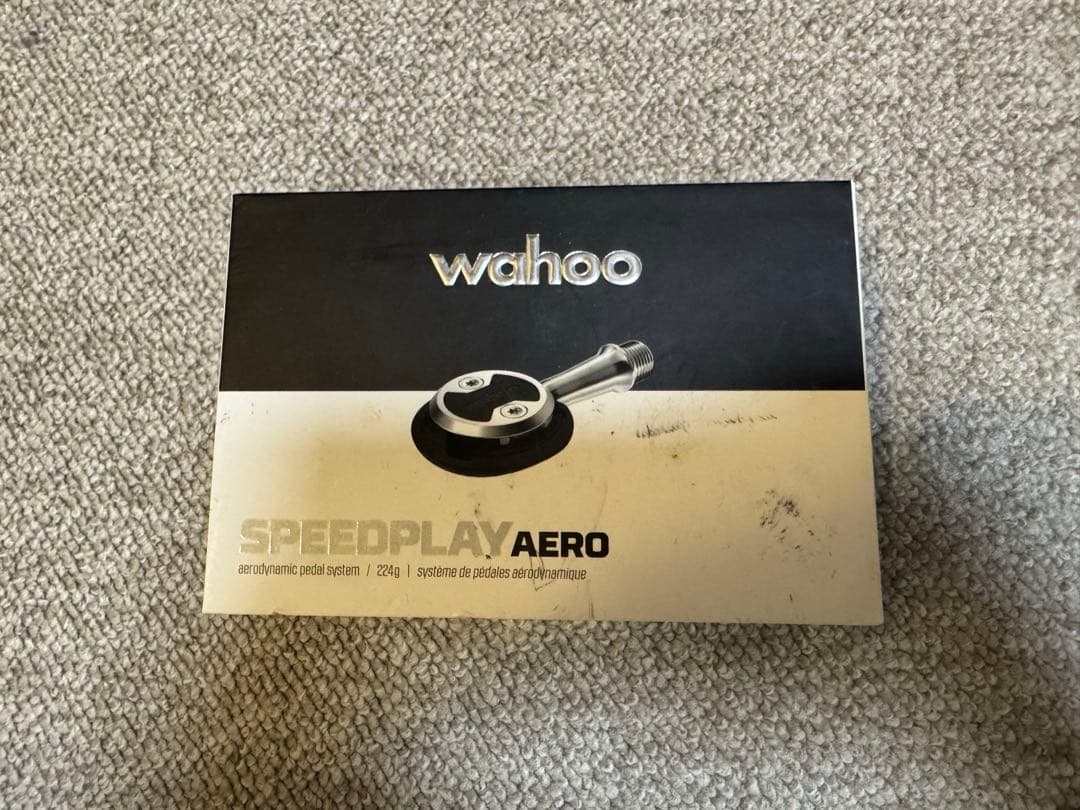 wahoo
SPEEDPLAY AERO
aerodynamic pedal system / 224g | système de pédales aérodynamique